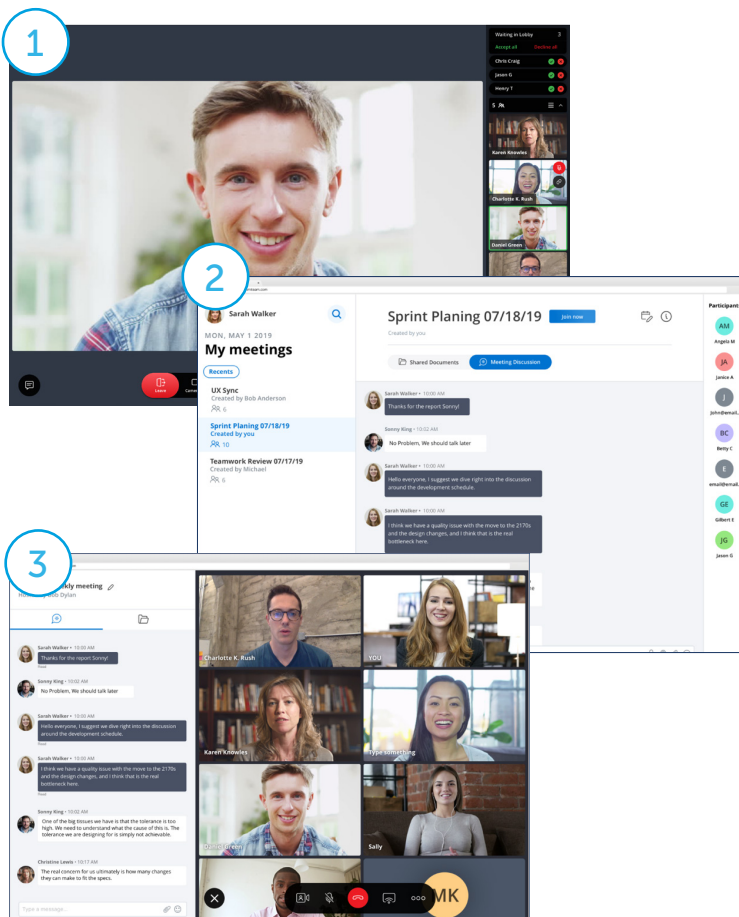 1
Waiting in Lobby 3
Accept all Decline all
Chris Craig
Jason G
Henry T
5
Karen Knowles
Charlotte K. Rush
Daniel Green
Leave
2
Sarah Walker
MON, MAY 1 2019
My meetings
Recents
UX Sync
Created by Bob Anderson
6
Sprint Planing 07/18/19
Created by you
10
Teamwork Review 07/17/19
Created by Michael
6
Sprint Planing 07/18/19 Join now
Created by you
Shared Documents Meeting Discussion
Sarah Walker • 10:00 AM
Thanks for the report Sonny!
Sonny King • 10:02 AM
No Problem, We should talk later
Sarah Walker • 10:00 AM
Hello everyone, I suggest we dive right into the discussion
around the development schedule.
Sarah Walker • 10:00 AM
I think we have a quality issue with the move to the 2170s
and the design changes, and I think that is the real
bottleneck here.
Participant
AM
Angela M
JA
Janice A
J
John@email.
BC
Betty C
E
email@email.
GE
Gilbert E
JG
Jason G
3
kly meeting
Dylan
Sarah Walker • 10:00 AM
Thanks for the report Sonny!
Read
Sonny King • 10:02 AM
No Problem, We should talk later
Sarah Walker • 10:00 AM
Hello everyone, I suggest we dive right into the discussion
around the development schedule.
Read
Sarah Walker • 10:00 AM
I think we have a quality issue with the move to the 2170s
and the design changes, and I think that is the real
bottleneck here.
Read
Sonny King • 10:02 AM
One of the big tissues we have is that the tolerance is too
high. We need to understand what the cause of this is. The
tolerance we are designing for is simply not achievable.
Christine Lewis • 10:17 AM
The real concern for us ultimately is how many changes
they can make to fit the specs.
Type a message...
Charlotte K. Rush
YOU
Karen Knowles
Type something
Daniel Green
Sally
MK